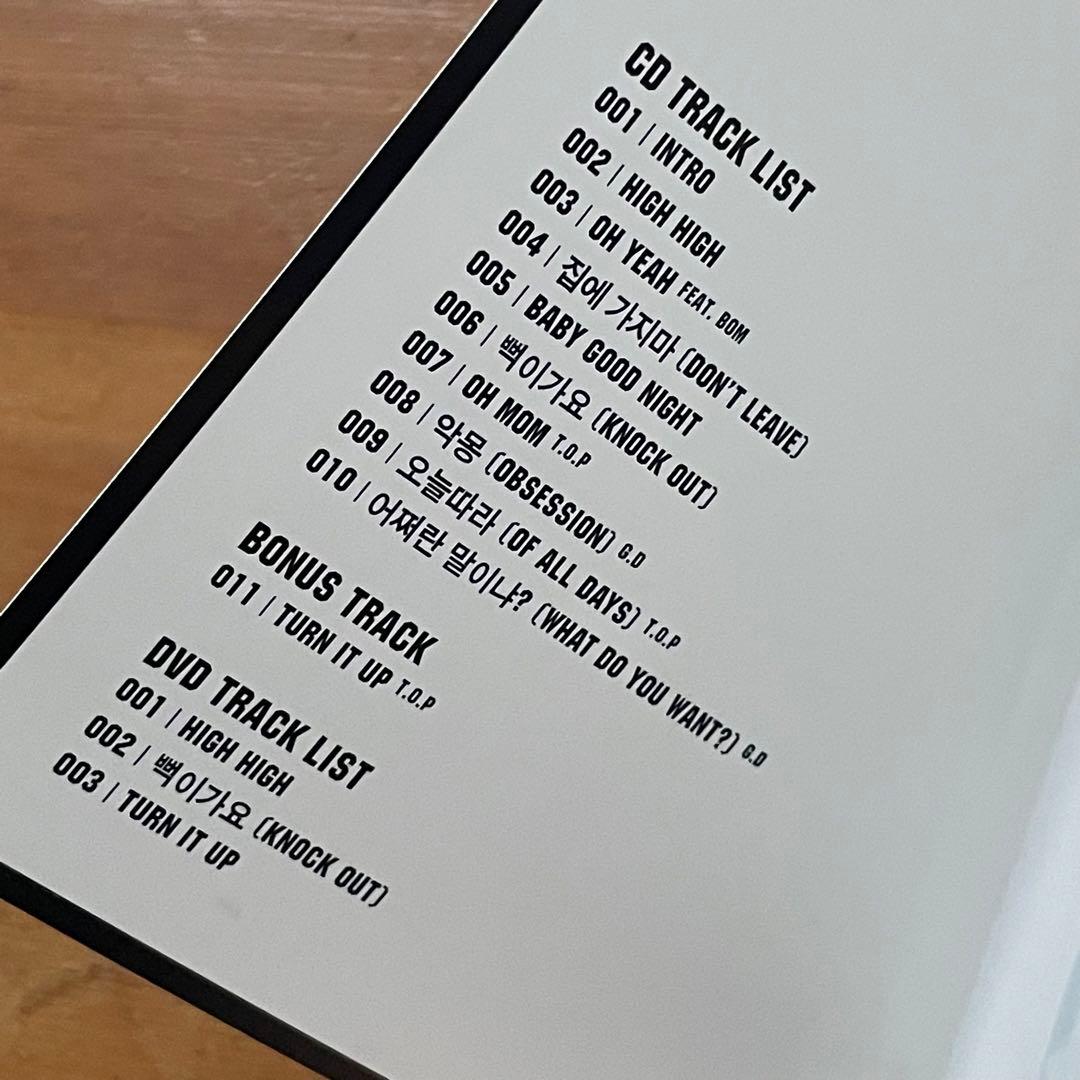 CD TRACK LIST
001 | INTRO
002 | HIGH HIGH
003 | OH YEAH FEAT. BOM
004 | 집에 가지마 (DON'T LEAVE)
005 | BABY GOOD NIGHT
006 | 뻑이가요 (KNOCK OUT)
007 | OH MOM T.O.P
008 | 악몽 (OBSESSION) G.D
009 | 오늘따라 (OF ALL DAYS) T.O.P
010 | 어쩌란 말이냐? (WHAT DO YOU WANT?) G.D
BONUS TRACK
011 | TURN IT UP T.O.P
DVD TRACK LIST
001 | HIGH HIGH
002 | 뻑이가요 (KNOCK OUT)
003 | TURN IT UP